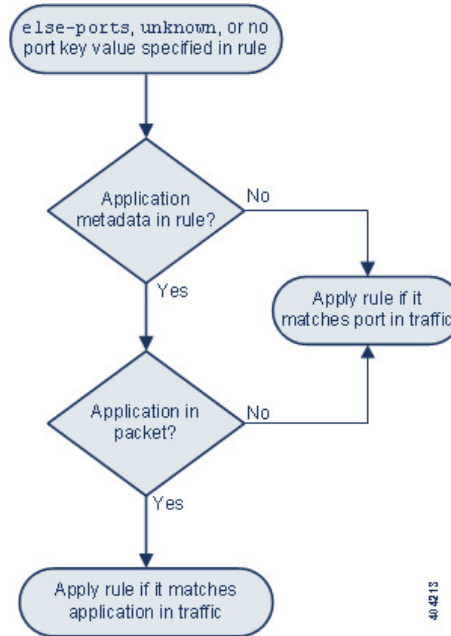 else-ports, unknown, or no
port key value specified in rule
Application
metadata in rule?
No
Yes
Apply rule if it
matches port in traffic
Application in
packet?
No
Yes
Apply rule if it matches
application in traffic
404213